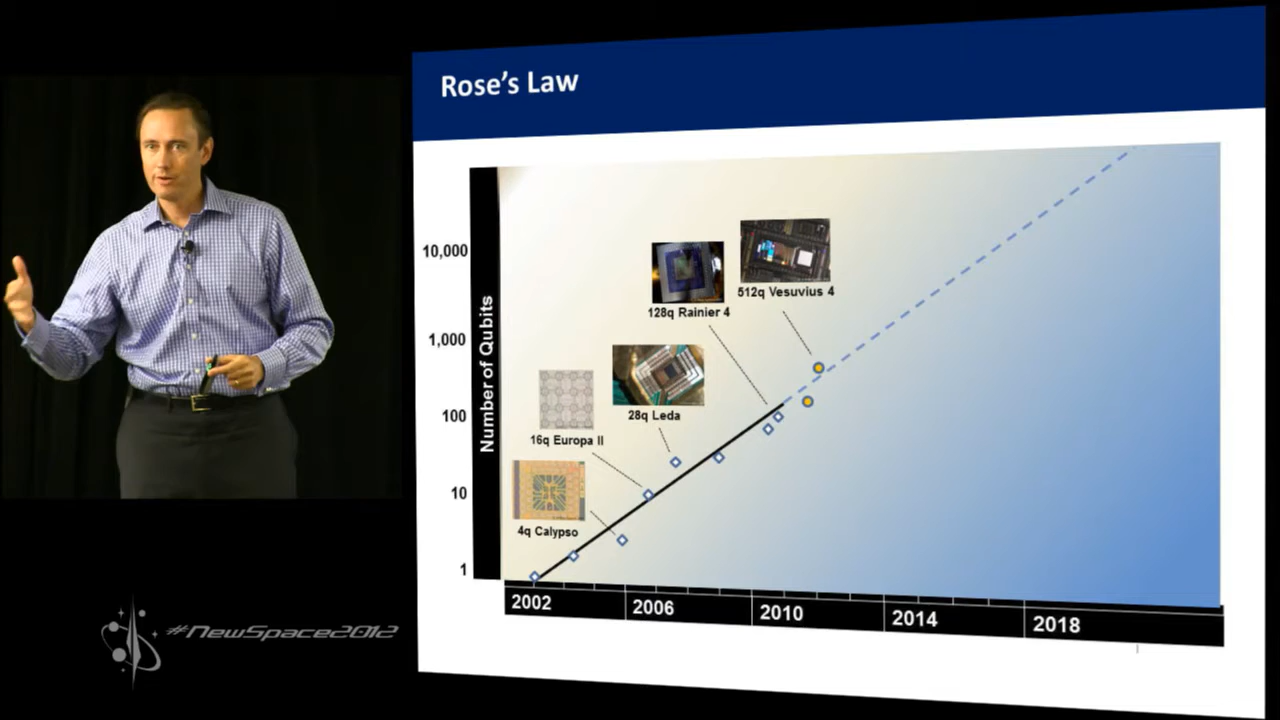 Rose's Law
10,000
1,000
100
10
1
Number of Qubits
512q Vesuvius 4
128q Rainier 4
28q Leda
16q Europa II
4q Calypso
2002
2006
2010
2014
2018
#NewSpace2012